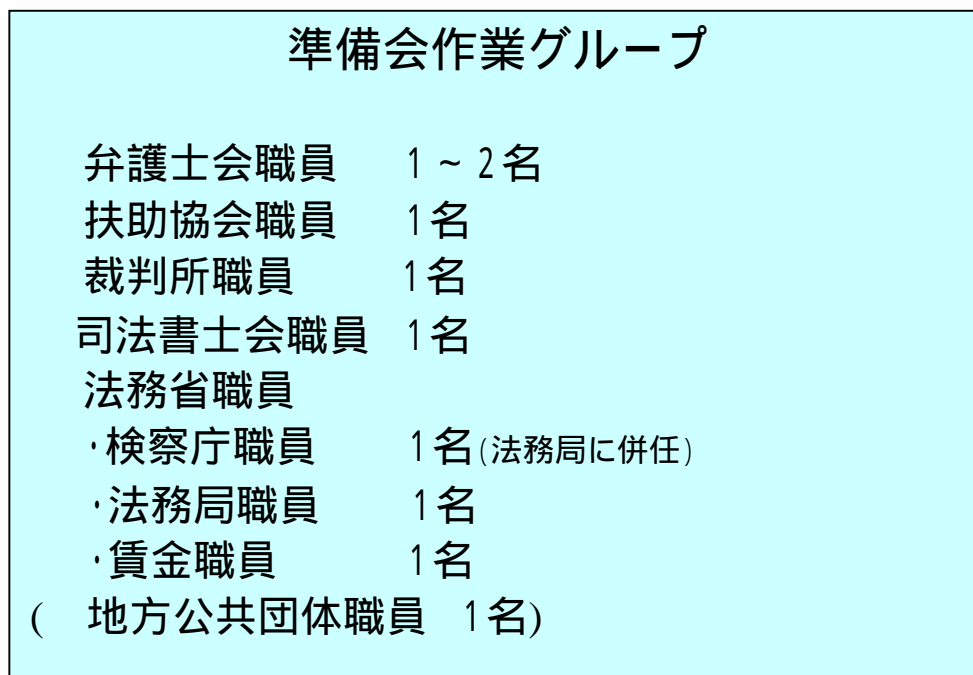 準備会作業グループ
弁護士会職員 1~2名
扶助協会職員 1名
裁判所職員 1名
司法書士会職員 1名
法務省職員
・検察庁職員 1名(法務局に併任)
・法務局職員 1名
・賃金職員 1名
( 地方公共団体職員 1名)